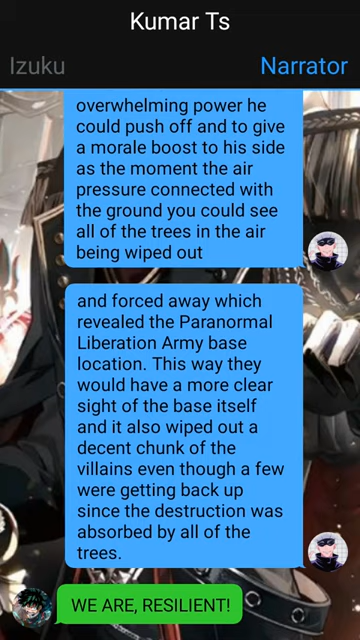 Kumar Ts
Izuku
Narrator
overwhelming power he
could push off and to give
a morale boost to his side
as the moment the air
pressure connected with
the ground you could see
all of the trees in the air
being wiped out
and forced away which
revealed the Paranormal
Liberation Army base
location. This way they
would have a more clear
sight of the base itself
and it also wiped out a
decent chunk of the
villains even though a few
were getting back up
since the destruction was
absorbed by all of the
trees.
WE ARE, RESILIENT!